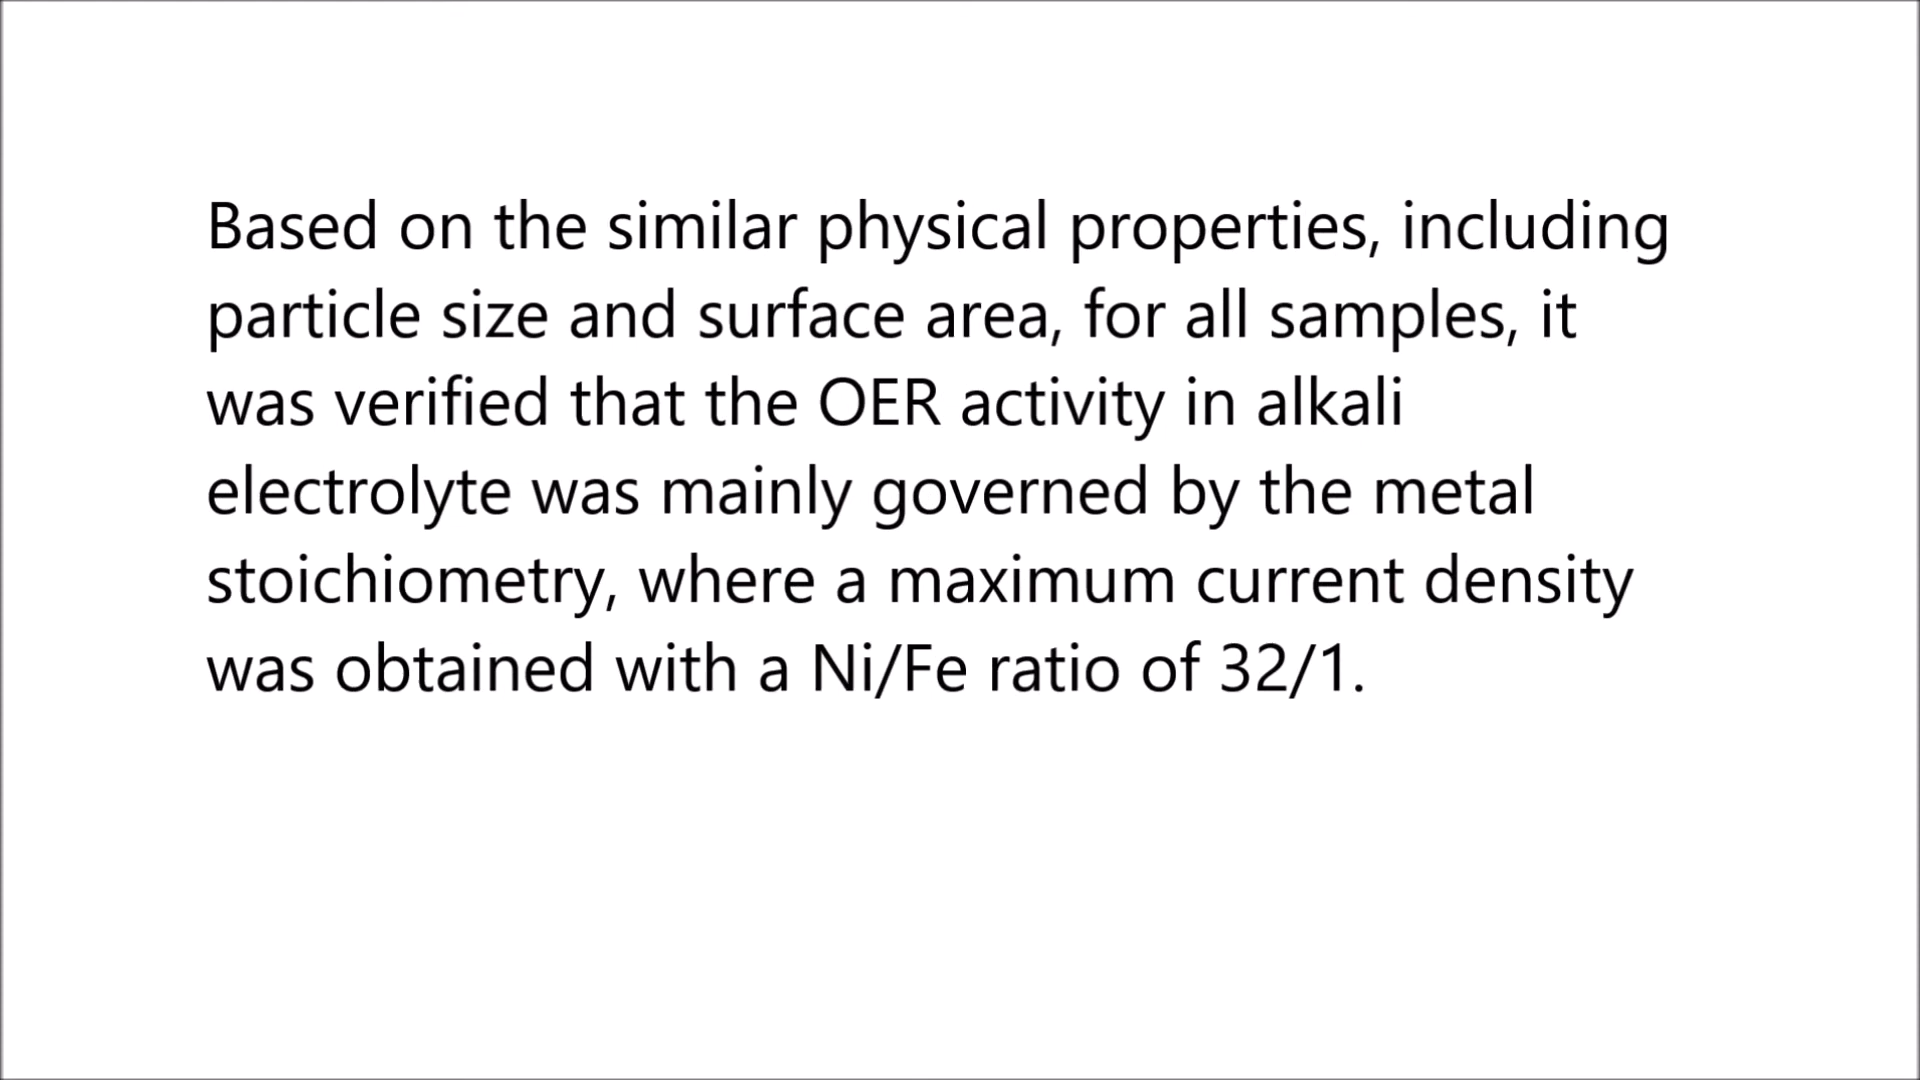 Based on the similar physical properties, including
particle size and surface area, for all samples, it
was verified that the OER activity in alkali
electrolyte was mainly governed by the metal
stoichiometry, where a maximum current density
was obtained with a Ni/Fe ratio of 32/1.